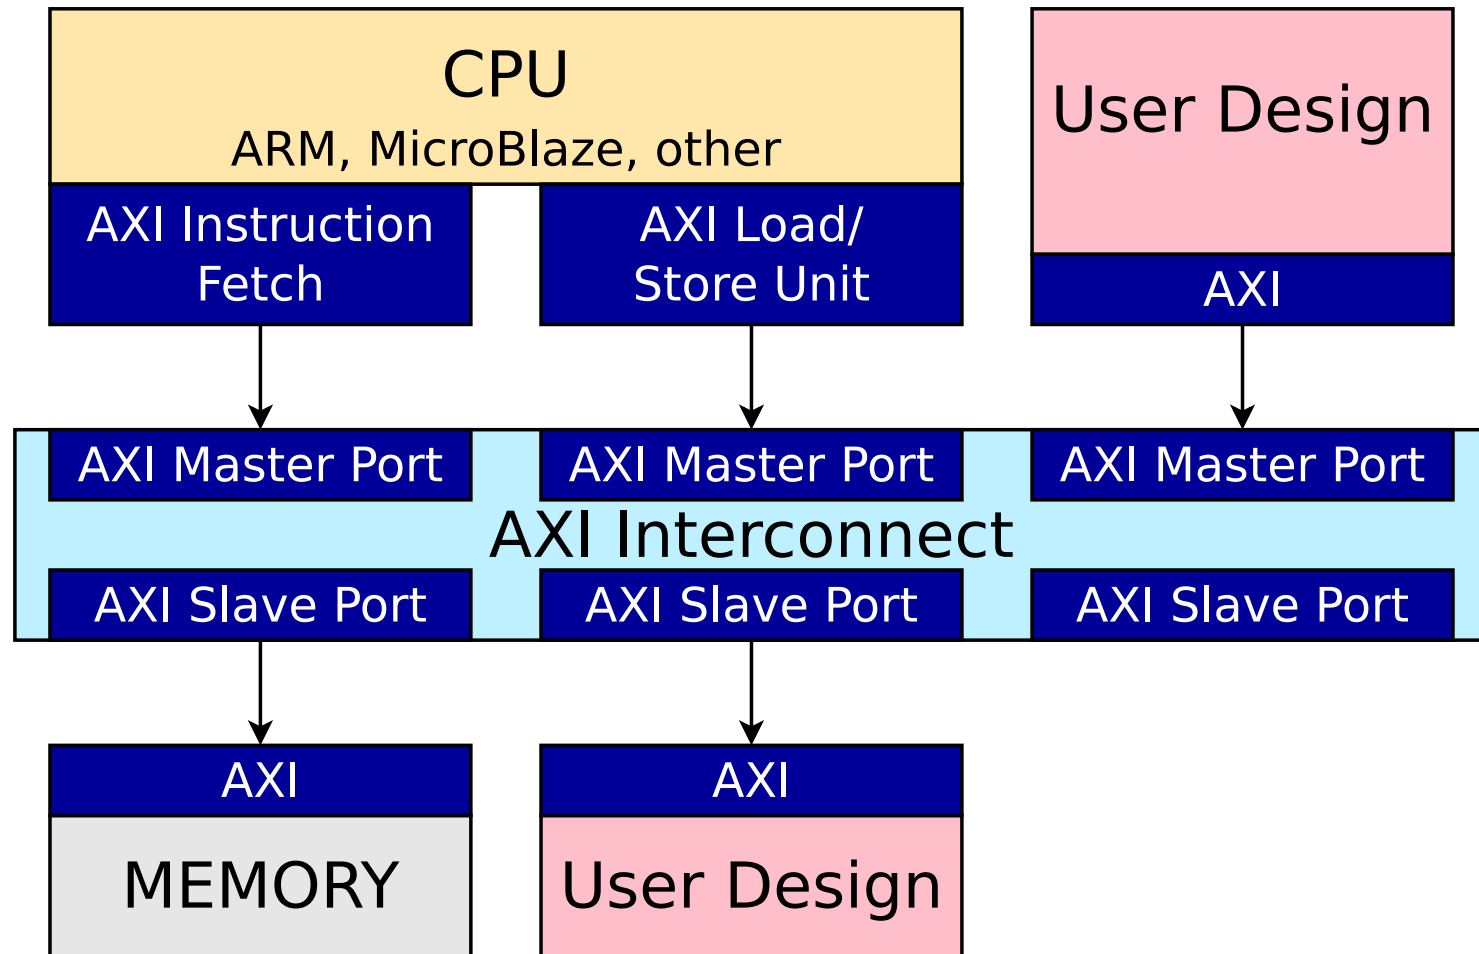 CPU
ARM, MicroBlaze, other
AXI Instruction
Fetch
AXI Load/
Store Unit
User Design
AXI
AXI Master Port
AXI Master Port
AXI Master Port
AXI Interconnect
AXI Slave Port
AXI Slave Port
AXI Slave Port
AXI
MEMORY
AXI
User Design